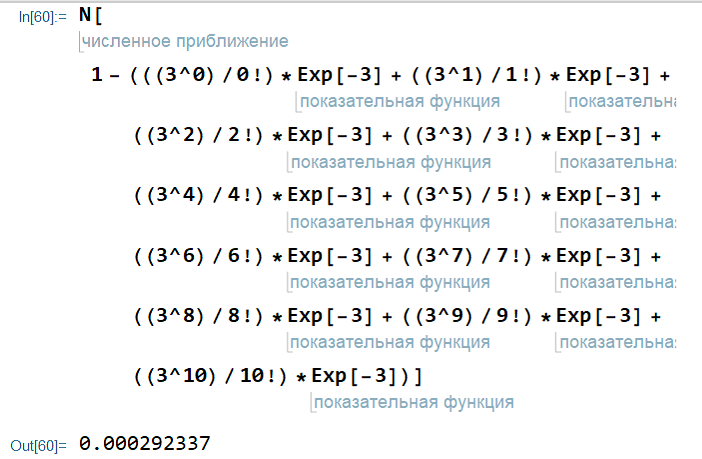 In[60]:= N[
численное приближение
1 - (((3^0) / 0!) * Exp[-3] + ((3^1) / 1!) * Exp[-3] +
показательная функция показательна
((3^2) / 2!) * Exp[-3] + ((3^3) / 3!) * Exp[-3] +
показательная функция показательная
((3^4) / 4!) * Exp[-3] + ((3^5) / 5!) * Exp[-3] +
показательная функция показательная
((3^6) / 6!) * Exp[-3] + ((3^7) / 7!) * Exp[-3] +
показательная функция показательная
((3^8) / 8!) * Exp[-3] + ((3^9) / 9!) * Exp[-3] +
показательная функция показательная
((3^10) / 10!) * Exp[-3])]
показательная функция
Out[60]= 0.000292337